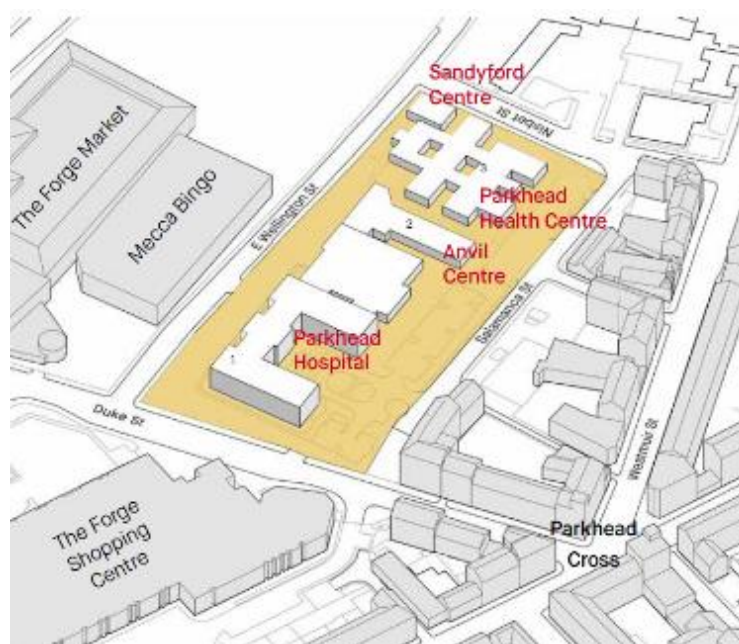 Sandyford
Centre
Nisbet St
The Forge Market
Mecca Bingo
E Wellington St
3
Parkhead
Health Centre
2
Anvil
Centre
Salamanca St
Parkhead
Hospital
1
Duke St
Westmuir St
The Forge
Shopping
Centre
Parkhead
Cross